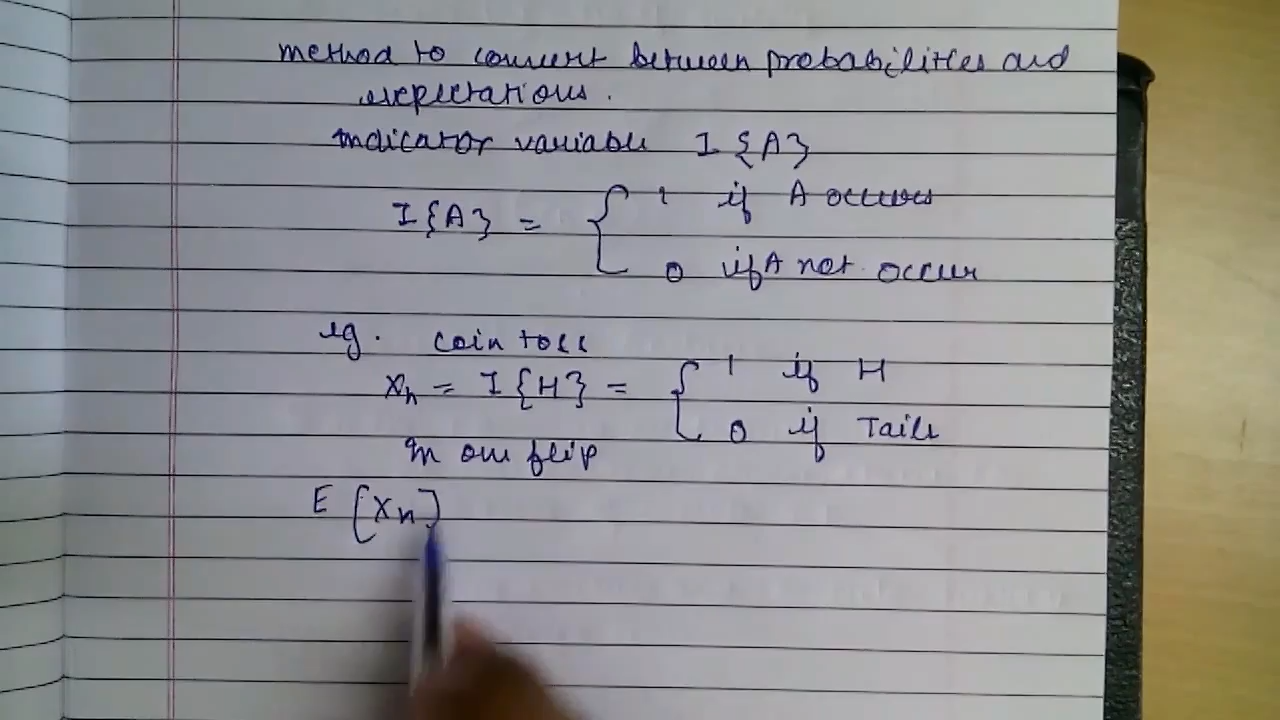 method to convert between probabilities and
expectations.
Indicator variable I {A}
I{A} = { 1 if A occurs
0 if A not occur
eg. coin toss
Xh = I {H} = { 1 if H
0 if Tails
In one flip
E [Xh]